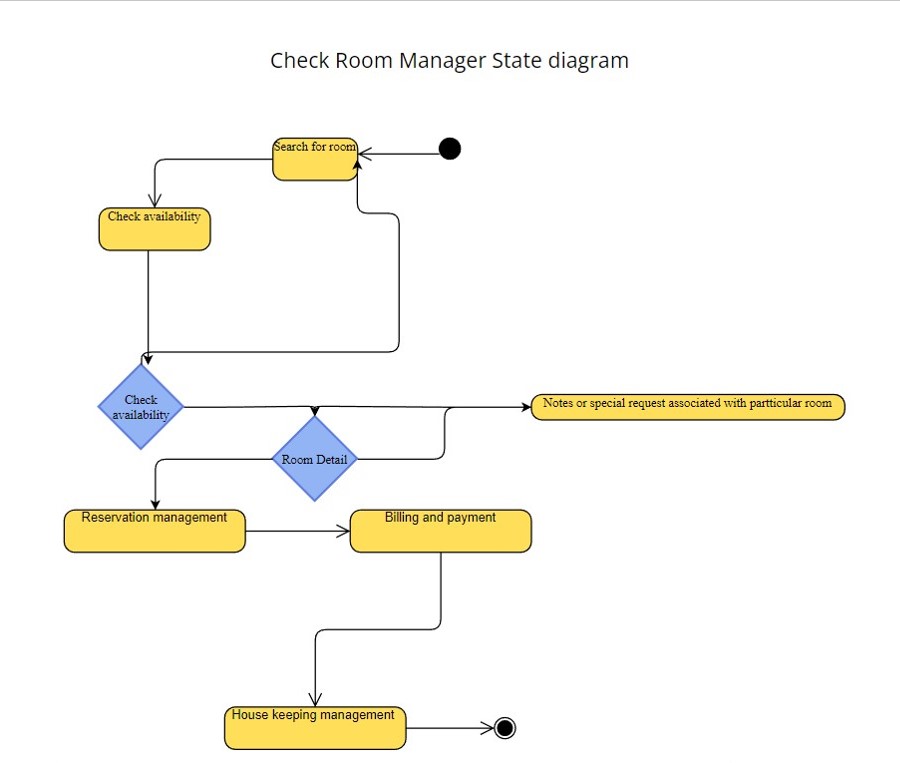 Check Room Manager State diagram
Search for room
Check availability
Check
availability
Notes or special request associated with partticular room
Room Detail
Reservation management
Billing and payment
House keeping management